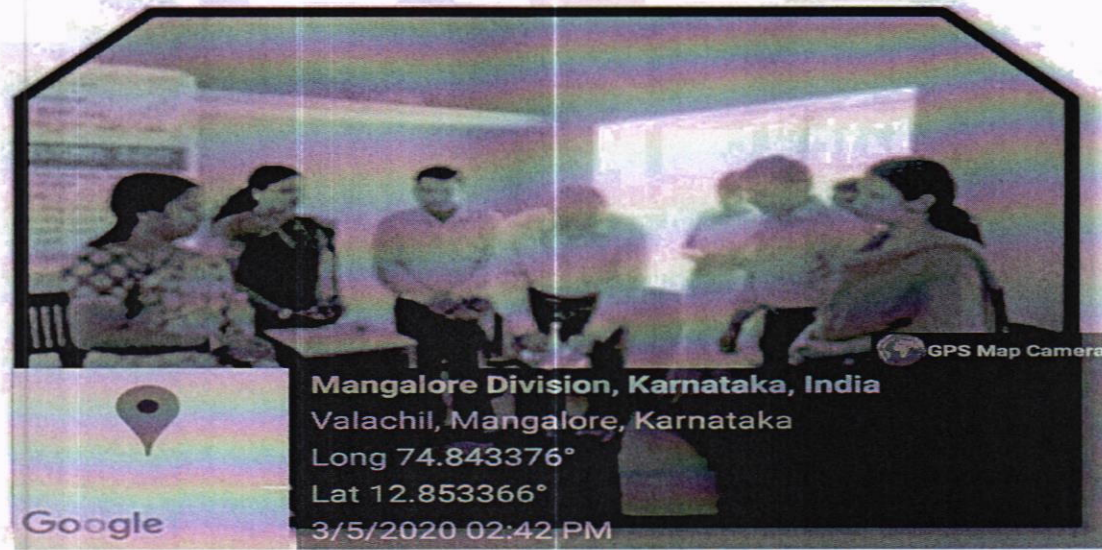 GPS Map Camera
Mangalore Division, Karnataka, India
Valachil, Mangalore, Karnataka
Long 74.843376°
Lat 12.853366°
3/5/2020 02:42 PM
Google